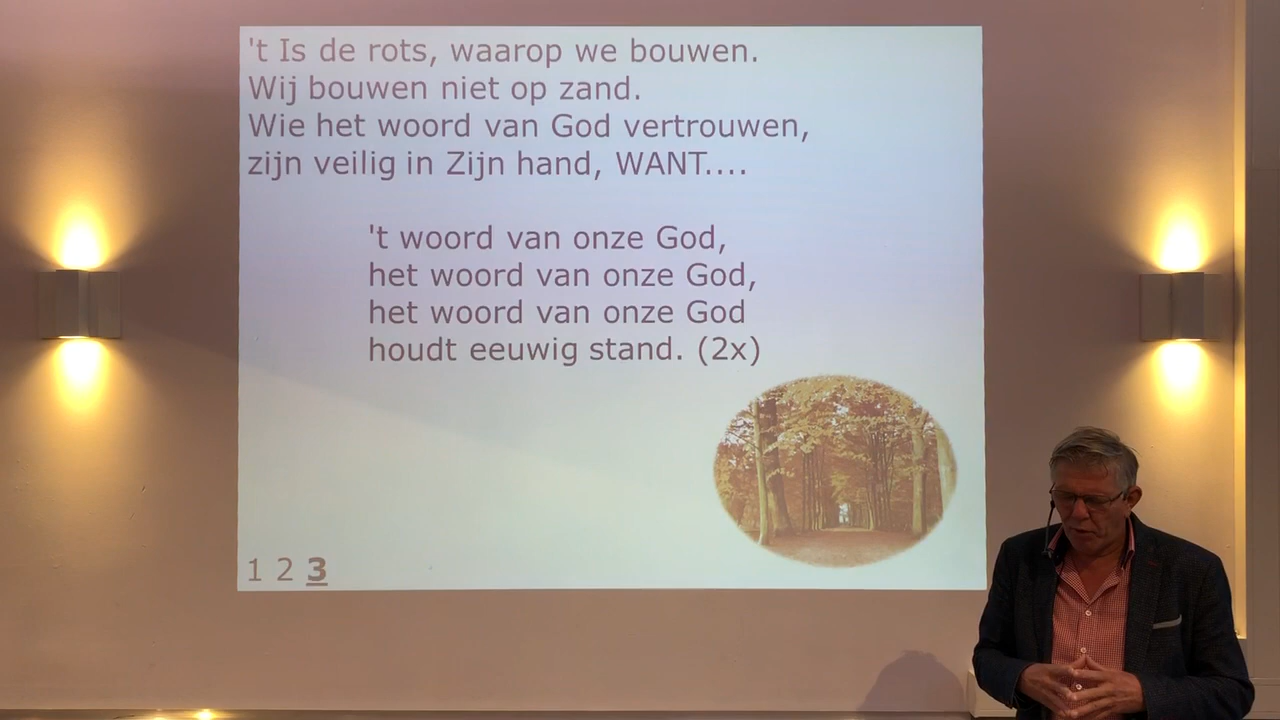 't Is de rots, waarop we bouwen.
Wij bouwen niet op zand.
Wie het woord van God vertrouwen,
zijn veilig in Zijn hand, WANT....
't woord van onze God,
het woord van onze God,
het woord van onze God
houdt eeuwig stand. (2x)
1 2 3